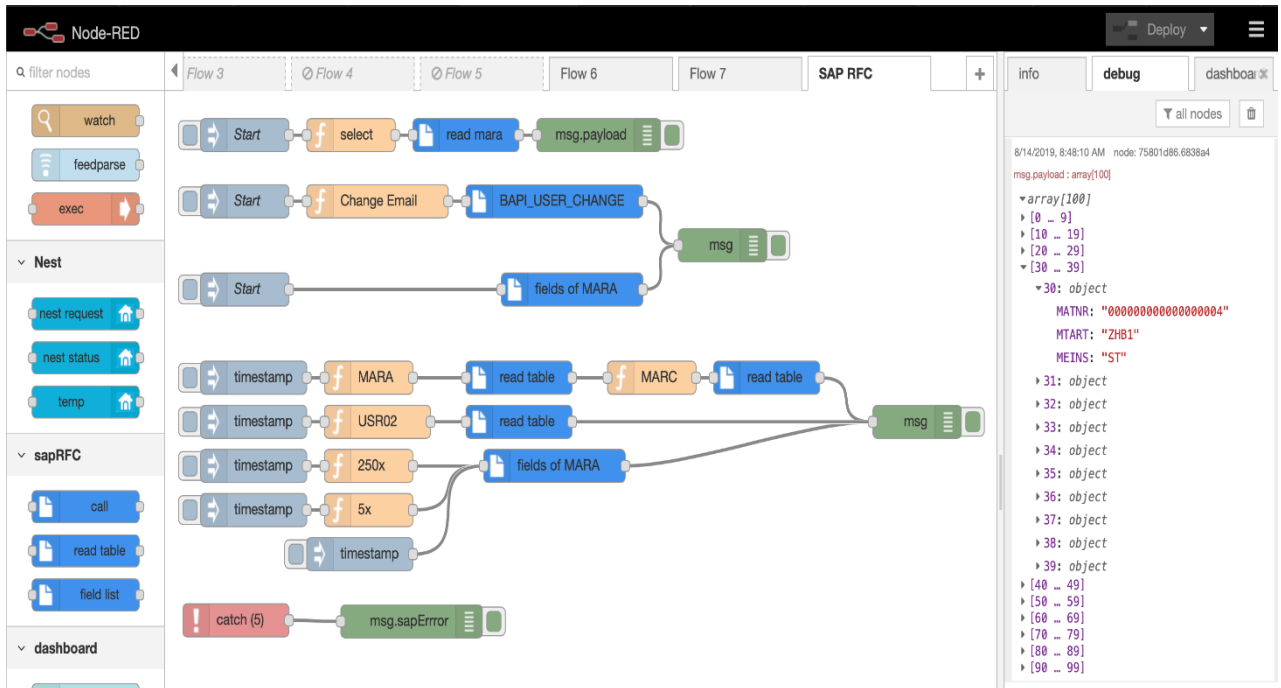 Node-RED
Deploy
filter nodes
Flow 3
Flow 4
Flow 5
Flow 6
Flow 7
SAP RFC
+
info
debug
dashboar
all nodes
watch
feedparse
exec
Nest
nest request
nest status
temp
sapRFC
call
read table
field list
dashboard
Start
select
read mara
msg.payload
Start
Change Email
BAPI_USER_CHANGE
msg
Start
fields of MARA
timestamp
MARA
read table
MARC
read table
timestamp
USR02
read table
msg
timestamp
250x
fields of MARA
timestamp
5x
timestamp
catch (5)
msg.sapErrror
8/14/2019, 8:48:10 AM node: 75801d86.6838a4
msg.payload : array[100]
array[100]
[0 … 9]
[10 … 19]
[20 … 29]
[30 … 39]
30: object
MATNR: "000000000000000004"
MTART: "ZHB1"
MEINS: "ST"
31: object
32: object
33: object
34: object
35: object
36: object
37: object
38: object
39: object
[40 … 49]
[50 … 59]
[60 … 69]
[70 … 79]
[80 … 89]
[90 … 99]